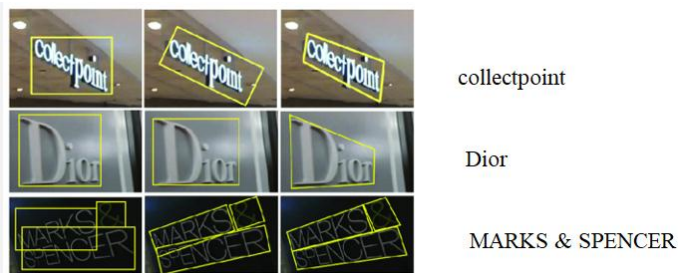 collectpoint collectpoint collectpoint collectpoint
Dior Dior Dior Dior
MARKS & MARKS & MARKS & MARKS & SPENCER
SPENCER SPENCER SPENCER